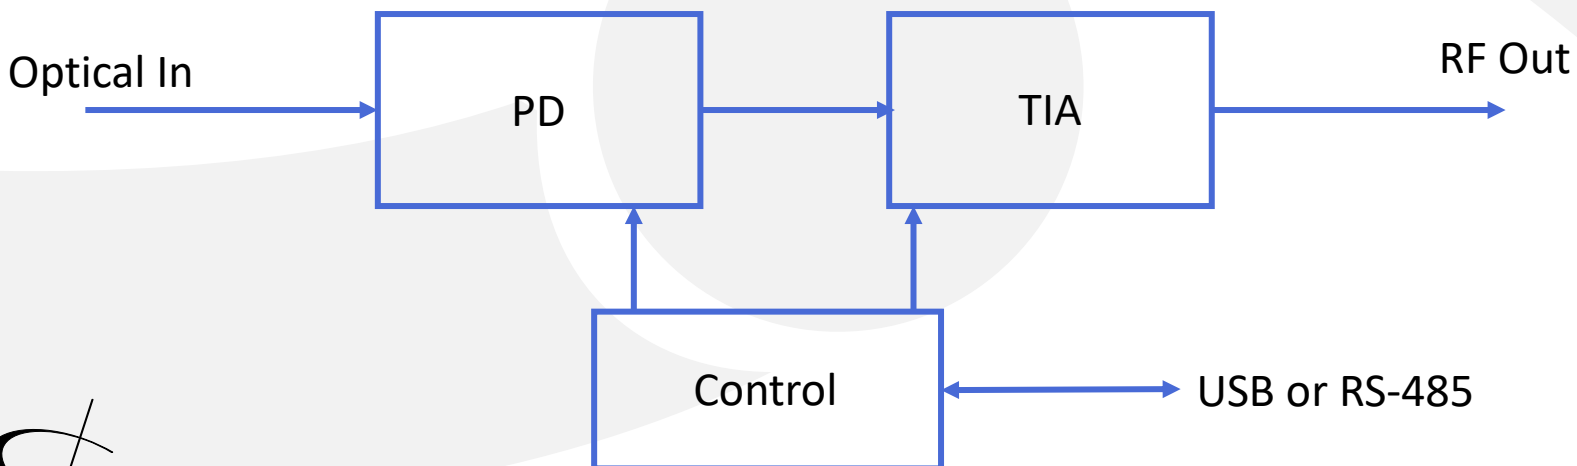 Optical In
PD
TIA
RF Out
Control
USB or RS-485